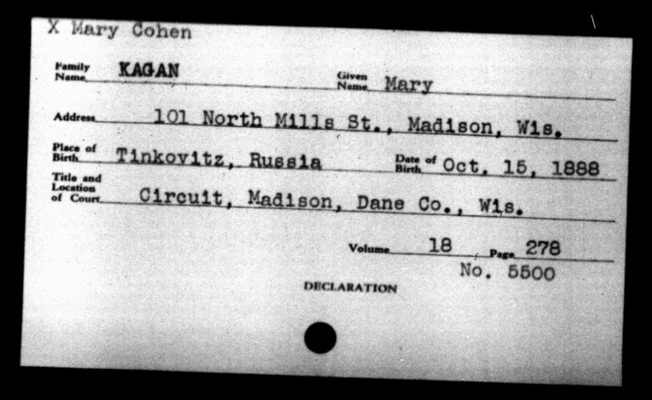 X Mary Cohen
Family Name KAGAN Given Name Mary
Address 101 North Mills St., Madison, Wis.
Place of Birth Tinkovitz, Russia Date of Birth Oct. 15, 1888
Title and Location of Court Circuit, Madison, Dane Co., Wis.
Volume 18 Page 278
No. 5500
DECLARATION